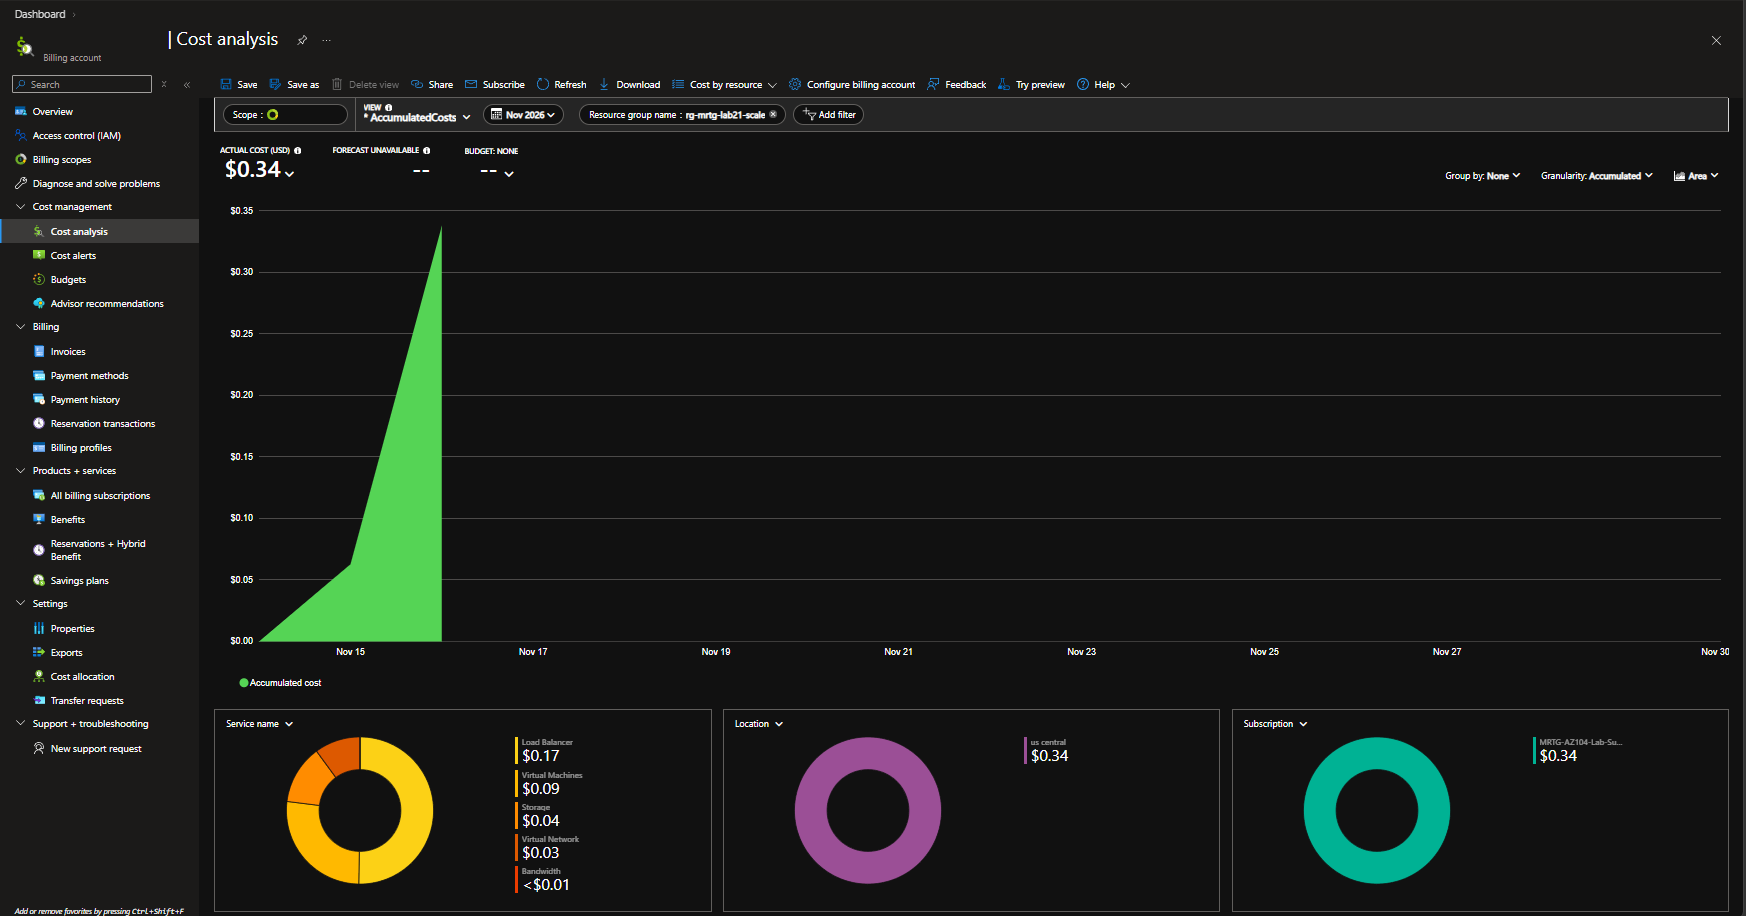 Dashboard
| Cost analysis
...
Billing account
Search
Save
Save as
Delete view
Share
Subscribe
Refresh
Download
Cost by resource
Configure billing account
Feedback
Try preview
Help
Overview
Access control (IAM)
Billing scopes
Diagnose and solve problems
Cost management
Cost analysis
Cost alerts
Budgets
Advisor recommendations
Billing
Invoices
Payment methods
Payment history
Reservation transactions
Billing profiles
Products + services
All billing subscriptions
Benefits
Reservations + Hybrid
Benefit
Savings plans
Settings
Properties
Exports
Cost allocation
Transfer requests
Support + troubleshooting
New support request
Add or remove favorites by pressing Ctrl+Shift+F
Scope :
VIEW
* AccumulatedCosts
Nov 2026
Resource group name : rg-mrtg-lab21-scale
Add filter
ACTUAL COST (USD)
$0.34
FORECAST UNAVAILABLE
--
BUDGET: NONE
--
Group by: None
Granularity: Accumulated
Area
$0.35
$0.30
$0.25
$0.20
$0.15
$0.10
$0.05
$0.00
Nov 15
Nov 17
Nov 19
Nov 21
Nov 23
Nov 25
Nov 27
Nov 30
Accumulated cost
Service name
Load Balancer
$0.17
Virtual Machines
$0.09
Storage
$0.04
Virtual Network
$0.03
Bandwidth
<$0.01
Location
us central
$0.34
Subscription
MRTG-AZ104-Lab-Su...
$0.34